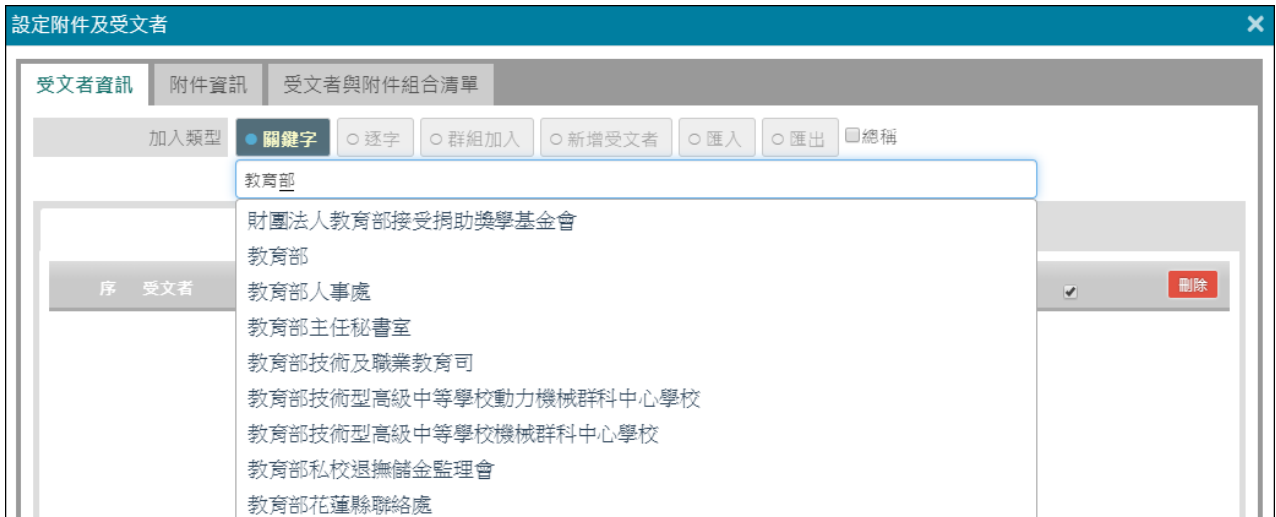 設定附件及受文者
受文者資訊 附件資訊 受文者與附件組合清單
加入類型 關鍵字 逐字 群組加入 新增受文者 匯入 匯出 總稱
教育部
財團法人教育部接受捐助獎學基金會
教育部
教育部人事處
序 受文者 刪除
教育部主任秘書室
教育部技術及職業教育司
教育部技術型高級中等學校動力機械群科中心學校
教育部技術型高級中等學校機械群科中心學校
教育部私校退撫儲金監理會
教育部花蓮縣聯絡處